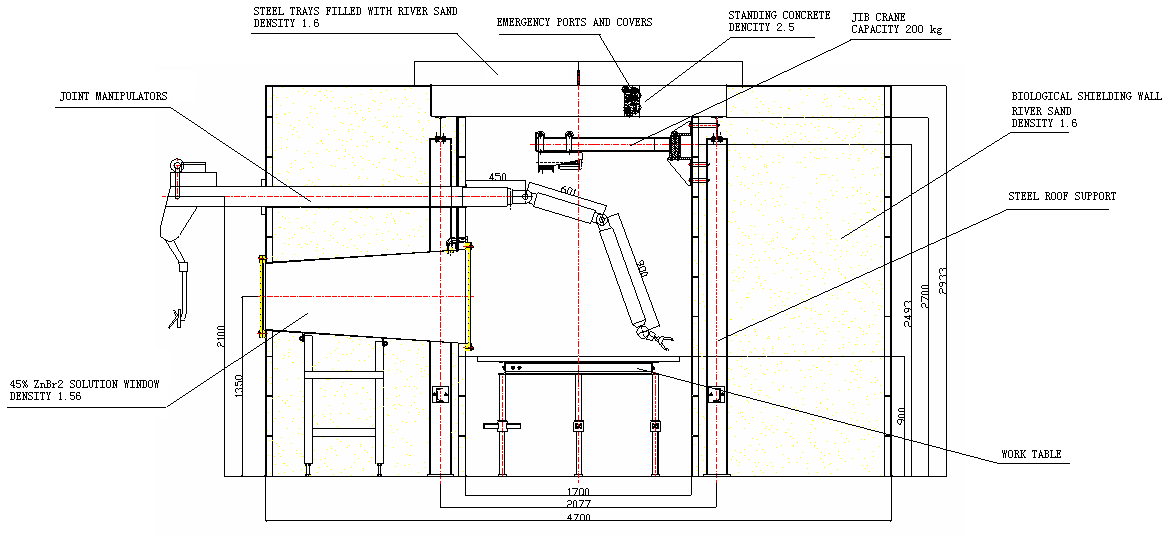 STEEL TRAYS FILLED WITH RIVER SAND
DENSITY 1.6
EMERGENCY PORTS AND COVERS
STANDING CONCRETE
DENCITY 2.5
JIB CRANE
CAPACITY 200 kg
JOINT MANIPULATORS
BIOLOGICAL SHIELDING WALL
RIVER SAND
DENSITY 1.6
STEEL ROOF SUPPORT
450
601
800
2933
2700
2493
2100
1350
900
45% ZnBr2 SOLUTION WINDOW
DENSITY 1.56
WORK TABLE
1700
2077
4700